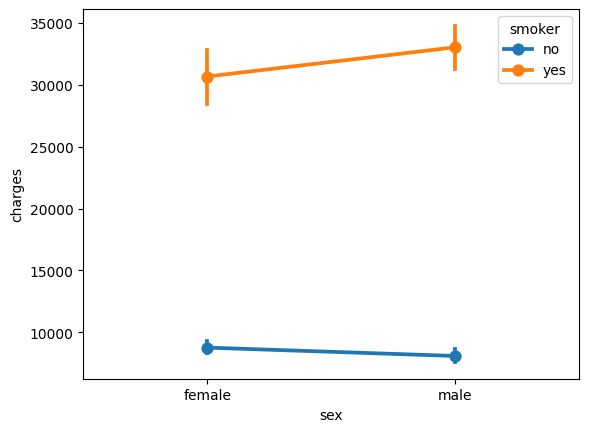 35000
30000
25000
20000
15000
10000
charges
smoker
no
yes
female male
sex